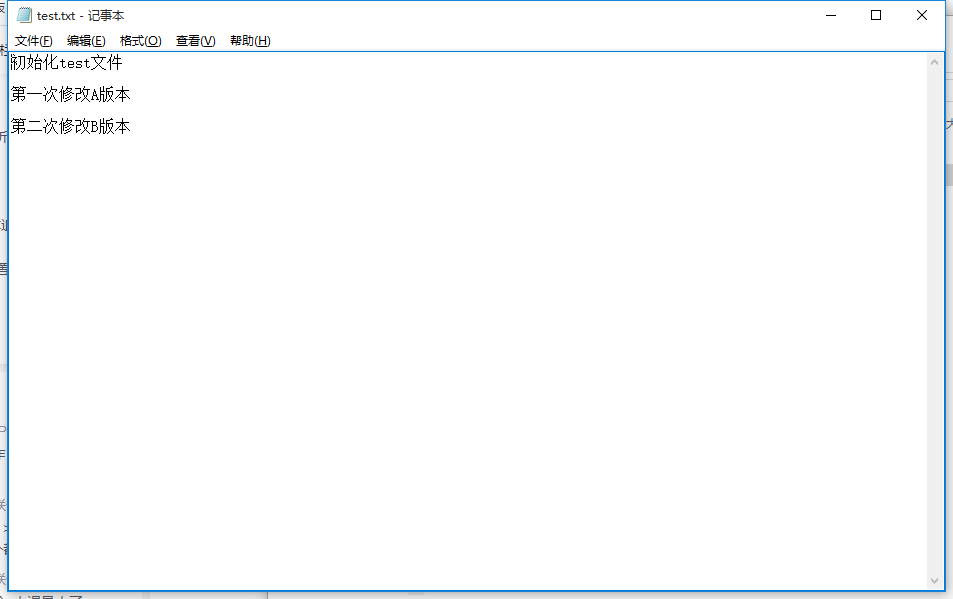 test.txt - 记事本
文件(F) 编辑(E) 格式(O) 查看(V) 帮助(H)
初始化test文件
第一次修改A版本
第二次修改B版本